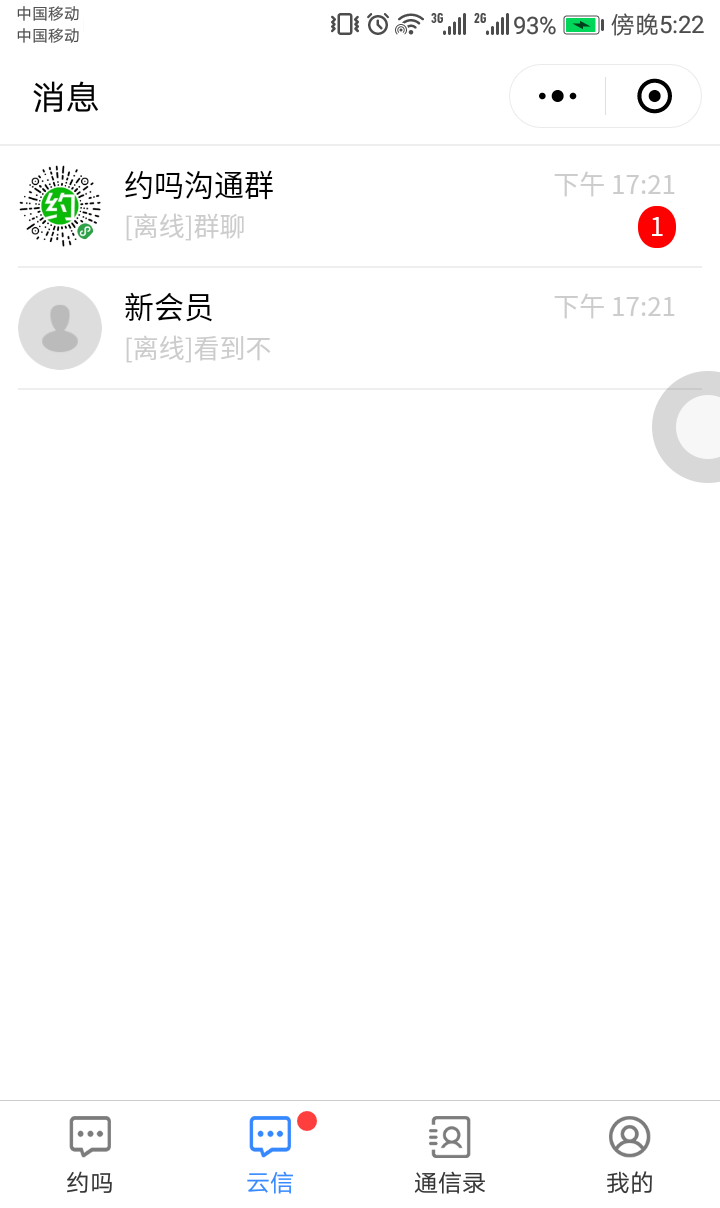 中国移动
中国移动
3G 2G 93% 傍晚5:22
消息
约吗沟通群 下午 17:21
[离线]群聊 1
约
新会员 下午 17:21
[离线]看到不
约吗 云信 通信录 我的